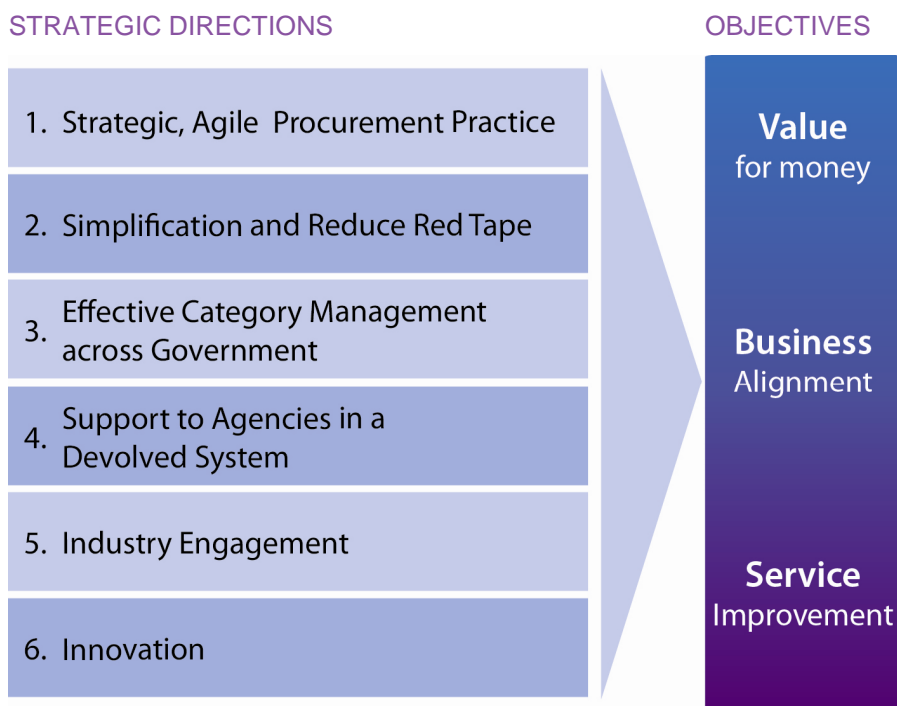 STRATEGIC DIRECTIONS
1. Strategic, Agile Procurement Practice
2. Simplification and Reduce Red Tape
3. Effective Category Management
across Government
4. Support to Agencies in a
Devolved System
5. Industry Engagement
6. Innovation
OBJECTIVES
Value
for money
Business
Alignment
Service
Improvement